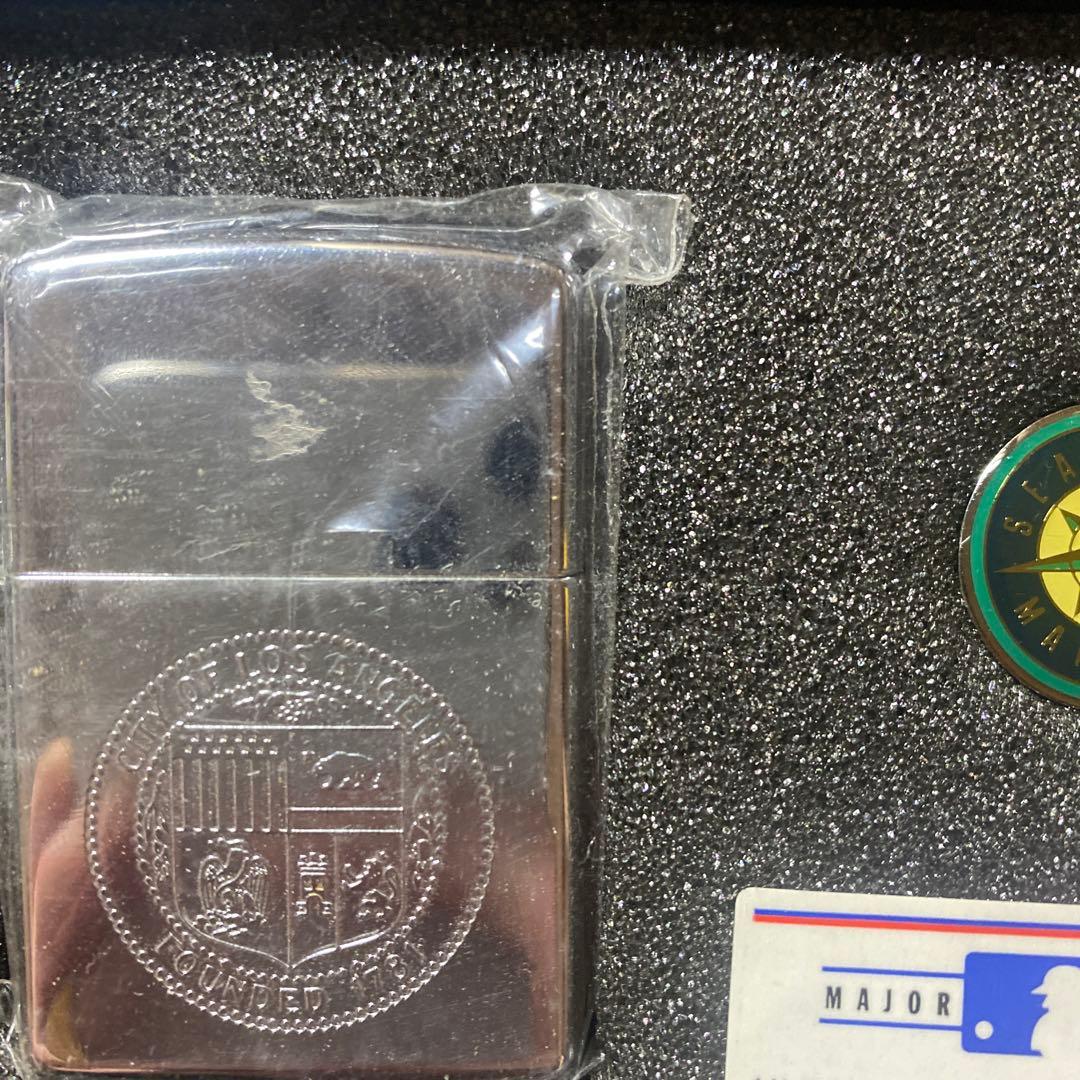 CITY OF LOS ANGELES
FOUNDED 1781
SEA
MA
MAJOR